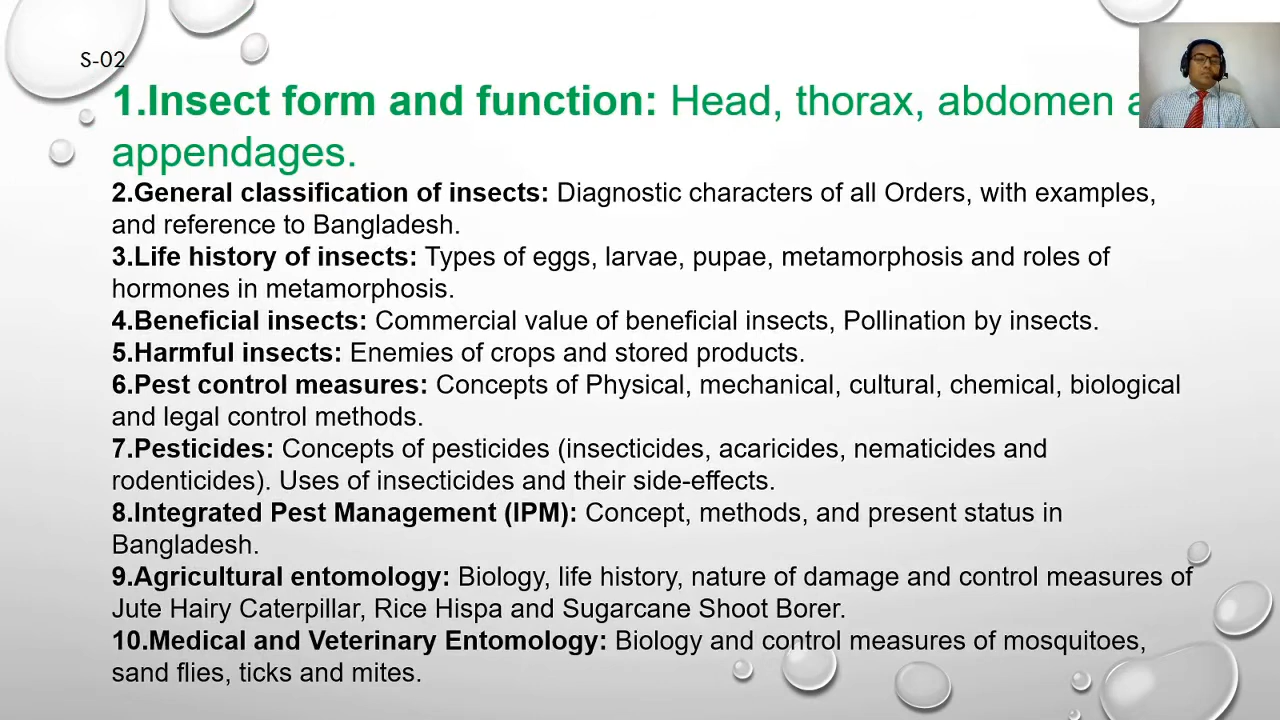 S-02
1.Insect form and function: Head, thorax, abdomen
appendages.
2.General classification of insects: Diagnostic characters of all Orders, with examples,
and reference to Bangladesh.
3.Life history of insects: Types of eggs, larvae, pupae, metamorphosis and roles of
hormones in metamorphosis.
4.Beneficial insects: Commercial value of beneficial insects, Pollination by insects.
5.Harmful insects: Enemies of crops and stored products.
6.Pest control measures: Concepts of Physical, mechanical, cultural, chemical, biological
and legal control methods.
7.Pesticides: Concepts of pesticides (insecticides, acaricides, nematicides and
rodenticides). Uses of insecticides and their side-effects.
8.Integrated Pest Management (IPM): Concept, methods, and present status in
Bangladesh.
9.Agricultural entomology: Biology, life history, nature of damage and control measures of
Jute Hairy Caterpillar, Rice Hispa and Sugarcane Shoot Borer.
10.Medical and Veterinary Entomology: Biology and control measures of mosquitoes,
sand flies, ticks and mites.